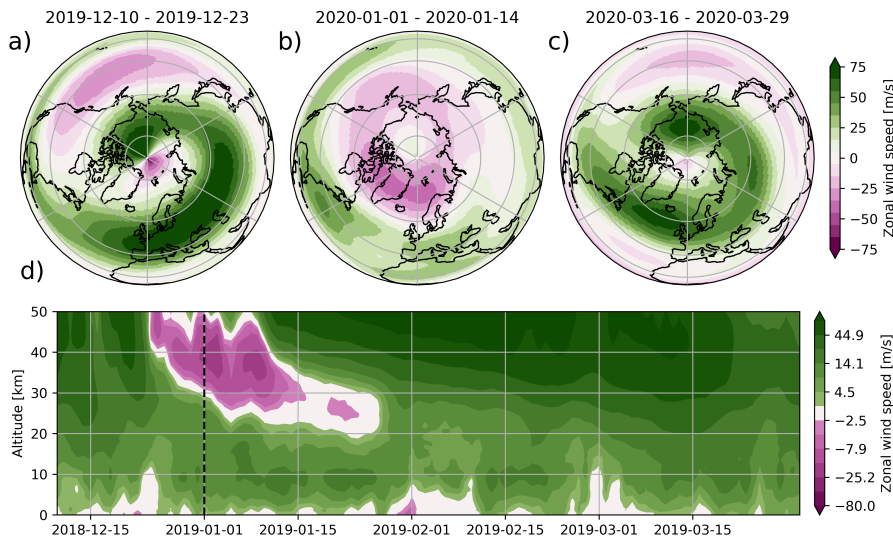 2019-12-10 - 2019-12-23
2020-01-01 - 2020-01-14
2020-03-16 - 2020-03-29
a)
b)
c)
75
50
25
0
−25
−50
−75
Zonal wind speed [m/s]
d)
50
40
30
20
10
0
Altitude [km]
2018-12-15
2019-01-01
2019-01-15
2019-02-01
2019-02-15
2019-03-01
2019-03-15
44.9
14.1
4.5
−2.5
−7.9
−25.2
−80.0
Zonal wind speed [m/s]